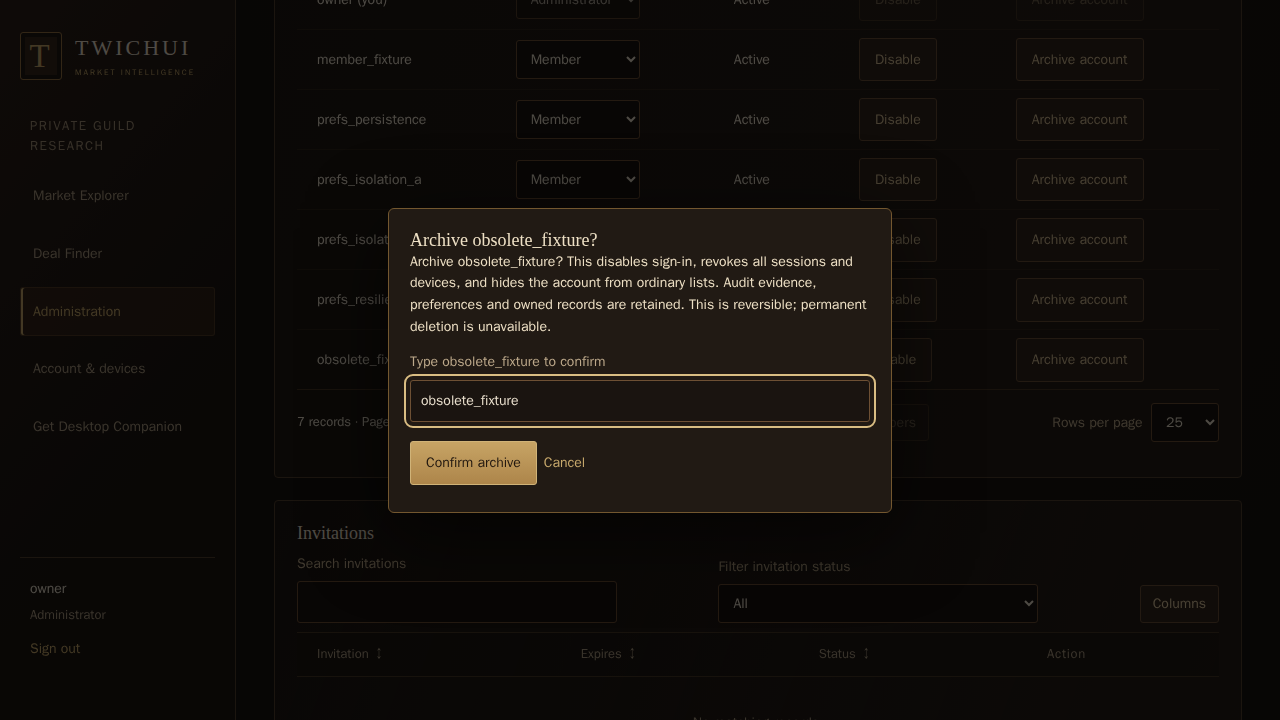 T
TWICHUI
MARKET INTELLIGENCE
PRIVATE GUILD
RESEARCH
Market Explorer
Deal Finder
Administration
Account & devices
Get Desktop Companion
owner
Administrator
Sign out
owner (you) Administrator Active Disable Archive account
member_fixture Member Active Disable Archive account
prefs_persistence Member Active Disable Archive account
prefs_isolation_a Member Active Disable Archive account
Archive account
Archive account
Archive account
Archive obsolete_fixture?
Archive obsolete_fixture? This disables sign-in, revokes all sessions and
devices, and hides the account from ordinary lists. Audit evidence,
preferences and owned records are retained. This is reversible; permanent
deletion is unavailable.
Type obsolete_fixture to confirm
obsolete_fixture
Confirm archive Cancel
7 records · Page
Rows per page 25
Invitations
Search invitations
Filter invitation status
All
Columns
Invitation ↕ Expires ↕ Status ↕ Action